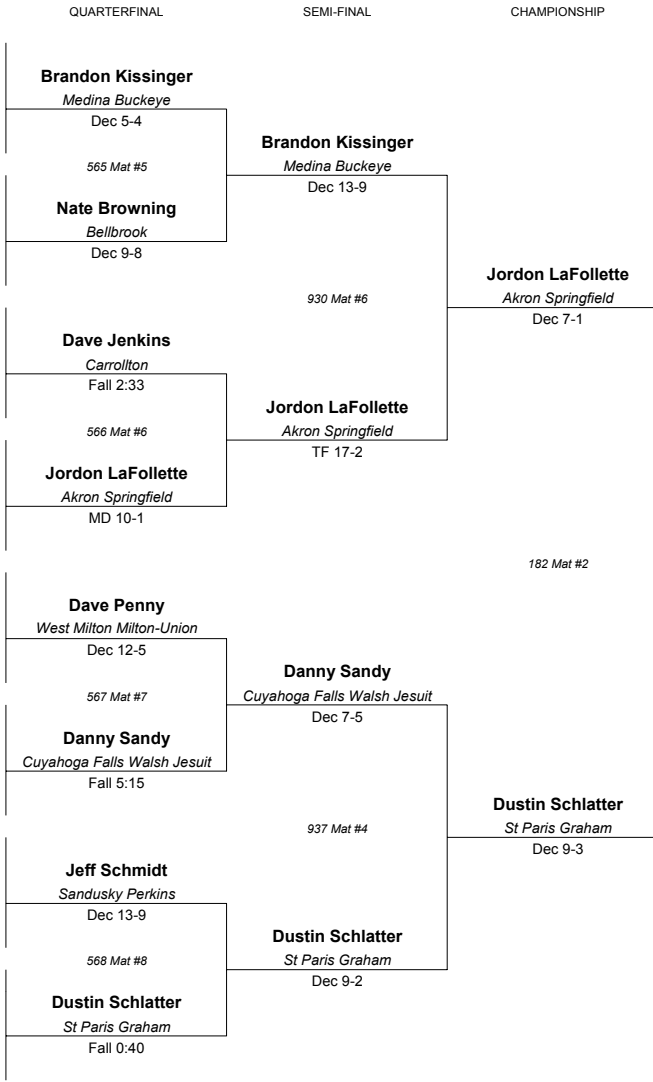 QUARTERFINAL SEMI-FINAL CHAMPIONSHIP
Brandon Kissinger
Medina Buckeye
Dec 5-4
565 Mat #5
Nate Browning
Bellbrook
Dec 9-8
Brandon Kissinger
Medina Buckeye
Dec 13-9
930 Mat #6
Dave Jenkins
Carrollton
Fall 2:33
566 Mat #6
Jordon LaFollette
Akron Springfield
MD 10-1
Jordon LaFollette
Akron Springfield
TF 17-2
Jordon LaFollette
Akron Springfield
Dec 7-1
182 Mat #2
Dave Penny
West Milton Milton-Union
Dec 12-5
567 Mat #7
Danny Sandy
Cuyahoga Falls Walsh Jesuit
Fall 5:15
Danny Sandy
Cuyahoga Falls Walsh Jesuit
Dec 7-5
937 Mat #4
Jeff Schmidt
Sandusky Perkins
Dec 13-9
568 Mat #8
Dustin Schlatter
St Paris Graham
Fall 0:40
Dustin Schlatter
St Paris Graham
Dec 9-2
Dustin Schlatter
St Paris Graham
Dec 9-3